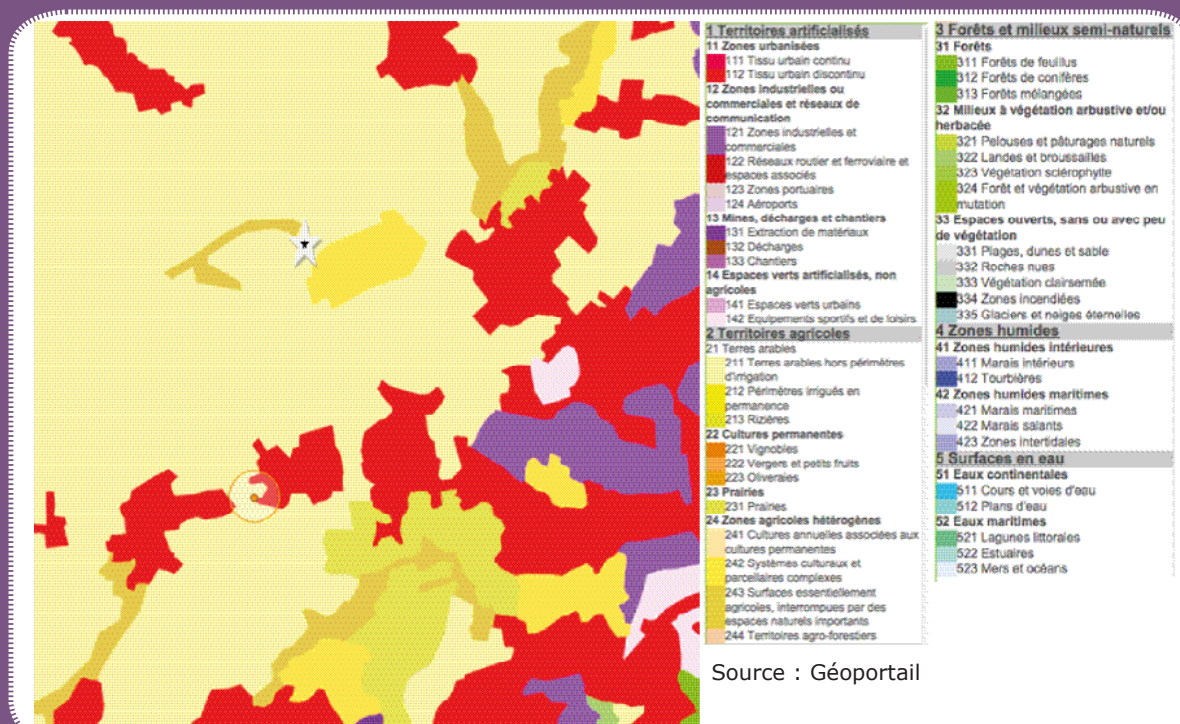 1 Territoires artificialisés
11 Zones urbanisées
111 Tissu urbain continu
112 Tissu urbain discontinu
12 Zones industrielles ou
commerciales et réseaux de
communication
121 Zones industrielles et
commerciales
122 Réseaux routier et ferroviaire et
espaces associés
123 Zones portuaires
124 Aéroports
13 Mines, décharges et chantiers
131 Extraction de matériaux
132 Décharges
133 Chantiers
14 Espaces verts artificialisés, non
agricoles
141 Espaces verts urbains
142 Equipements sportifs et de loisirs
2 Territoires agricoles
21 Terres arables
211 Terres arables hors périmètres
d'irrigation
212 Périmètres irrigués en
permanence
213 Rizières
22 Cultures permanentes
221 Vignobles
222 Vergers et petits fruits
223 Oliveraies
23 Prairies
231 Prairies
24 Zones agricoles hétérogènes
241 Cultures annuelles associées aux
cultures permanentes
242 Systèmes culturaux et
parcellaires complexes
243 Surfaces essentiellement
agricoles, interrompues par des
espaces naturels importants
244 Territoires agro-forestiers
3 Forêts et milieux semi-naturels
31 Forêts
311 Forêts de feuillus
312 Forêts de conifères
313 Forêts mélangées
32 Milieux à végétation arbustive et/ou
herbacée
321 Pelouses et pâturages naturels
322 Landes et broussailles
323 Végétation sclérophylle
324 Forêt et végétation arbustive en
mutation
33 Espaces ouverts, sans ou avec peu
de végétation
331 Plages, dunes et sable
332 Roches nues
333 Végétation clairsemée
334 Zones incendiées
335 Glaciers et neiges éternelles
4 Zones humides
41 Zones humides intérieures
411 Marais intérieurs
412 Tourbières
42 Zones humides maritimes
421 Marais maritimes
422 Marais salants
423 Zones intertidales
5 Surfaces en eau
51 Eaux continentales
511 Cours et voies d'eau
512 Plans d'eau
52 Eaux maritimes
521 Lagunes littorales
522 Estuaires
523 Mers et océans
Source : Géoportail